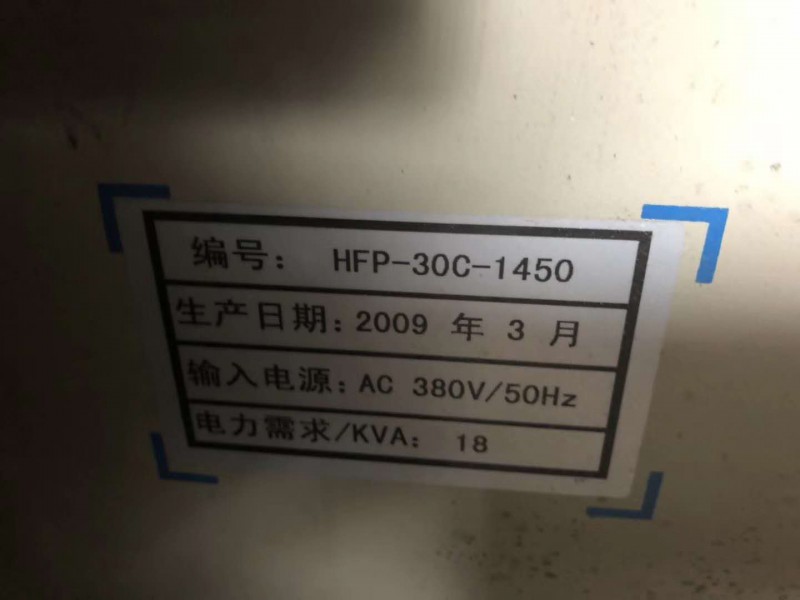 编号： HFP-30C-1450
生产日期：2009 年 3 月
输入电源：AC 380V/50Hz
电力需求/KVA： 18